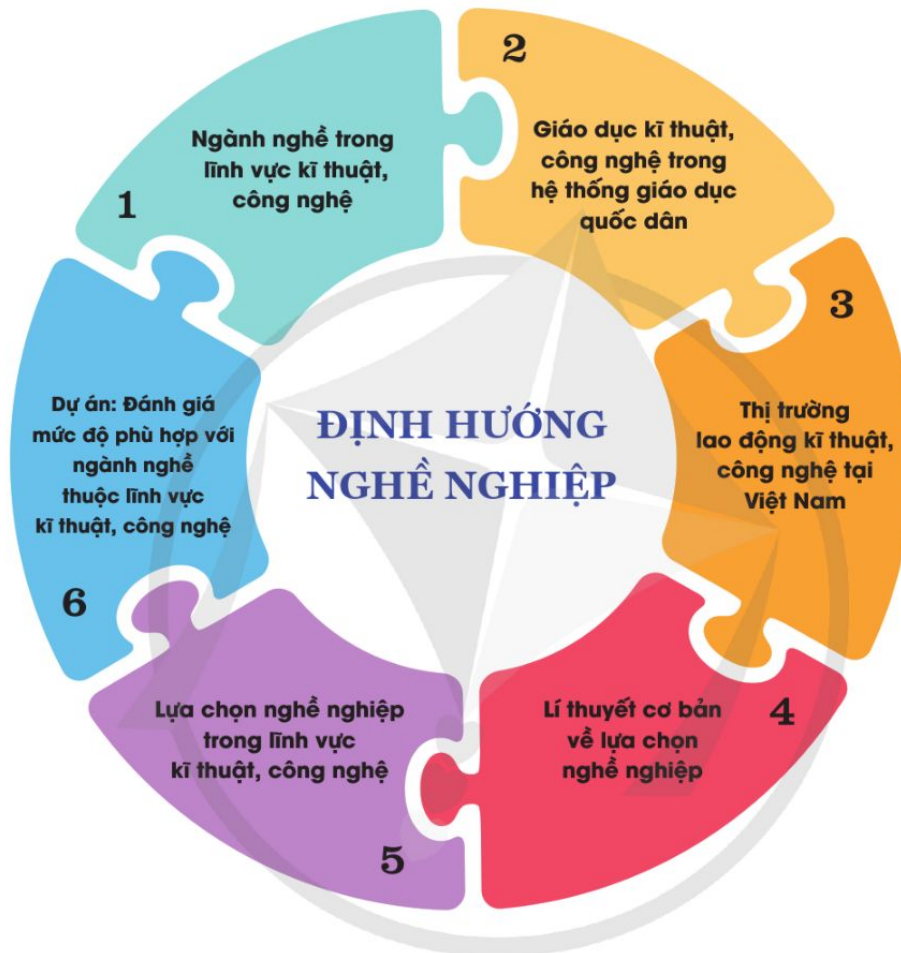 ĐỊNH HƯỚNG
NGHỀ NGHIỆP
1
Ngành nghề trong
lĩnh vực kĩ thuật,
công nghệ
2
Giáo dục kĩ thuật,
công nghệ trong
hệ thống giáo dục
quốc dân
3
Thị trường
lao động kĩ thuật,
công nghệ tại
Việt Nam
4
Lí thuyết cơ bản
về lựa chọn
nghề nghiệp
5
Lựa chọn nghề nghiệp
trong lĩnh vực
kĩ thuật, công nghệ
6
Dự án: Đánh giá
mức độ phù hợp với
ngành nghề
thuộc lĩnh vực
kĩ thuật, công nghệ